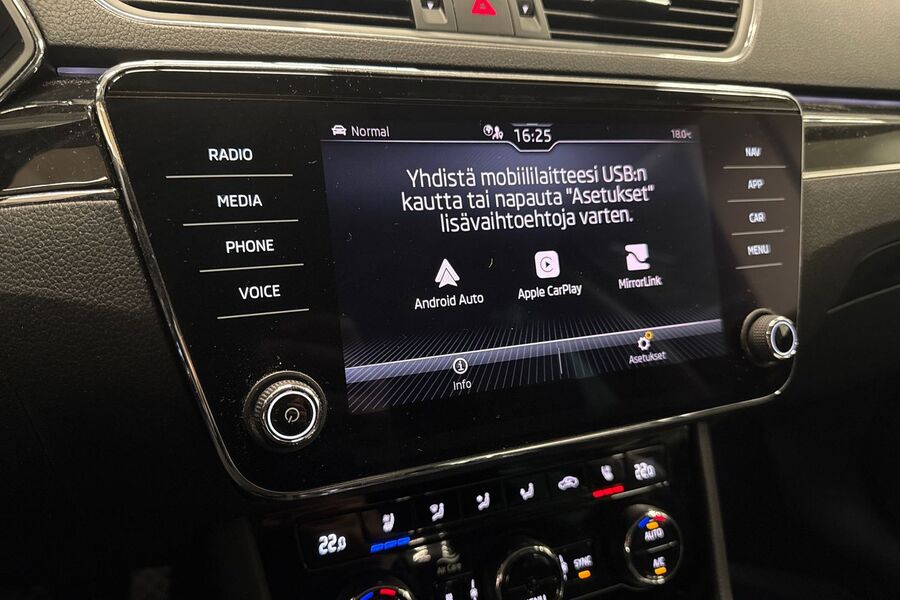 Normal
16:25
18.0°C
RADIO
MEDIA
PHONE
VOICE
Yhdistä mobiililaitteesi USB:n
kautta tai napauta "Asetukset"
lisävaihtoehtoja varten.
Android Auto
Apple CarPlay
MirrorLink
Info
Asetukset
NAV
APP
CAR
MENU
22.0
22.0
SYNC
AUTO
A/C
MENU